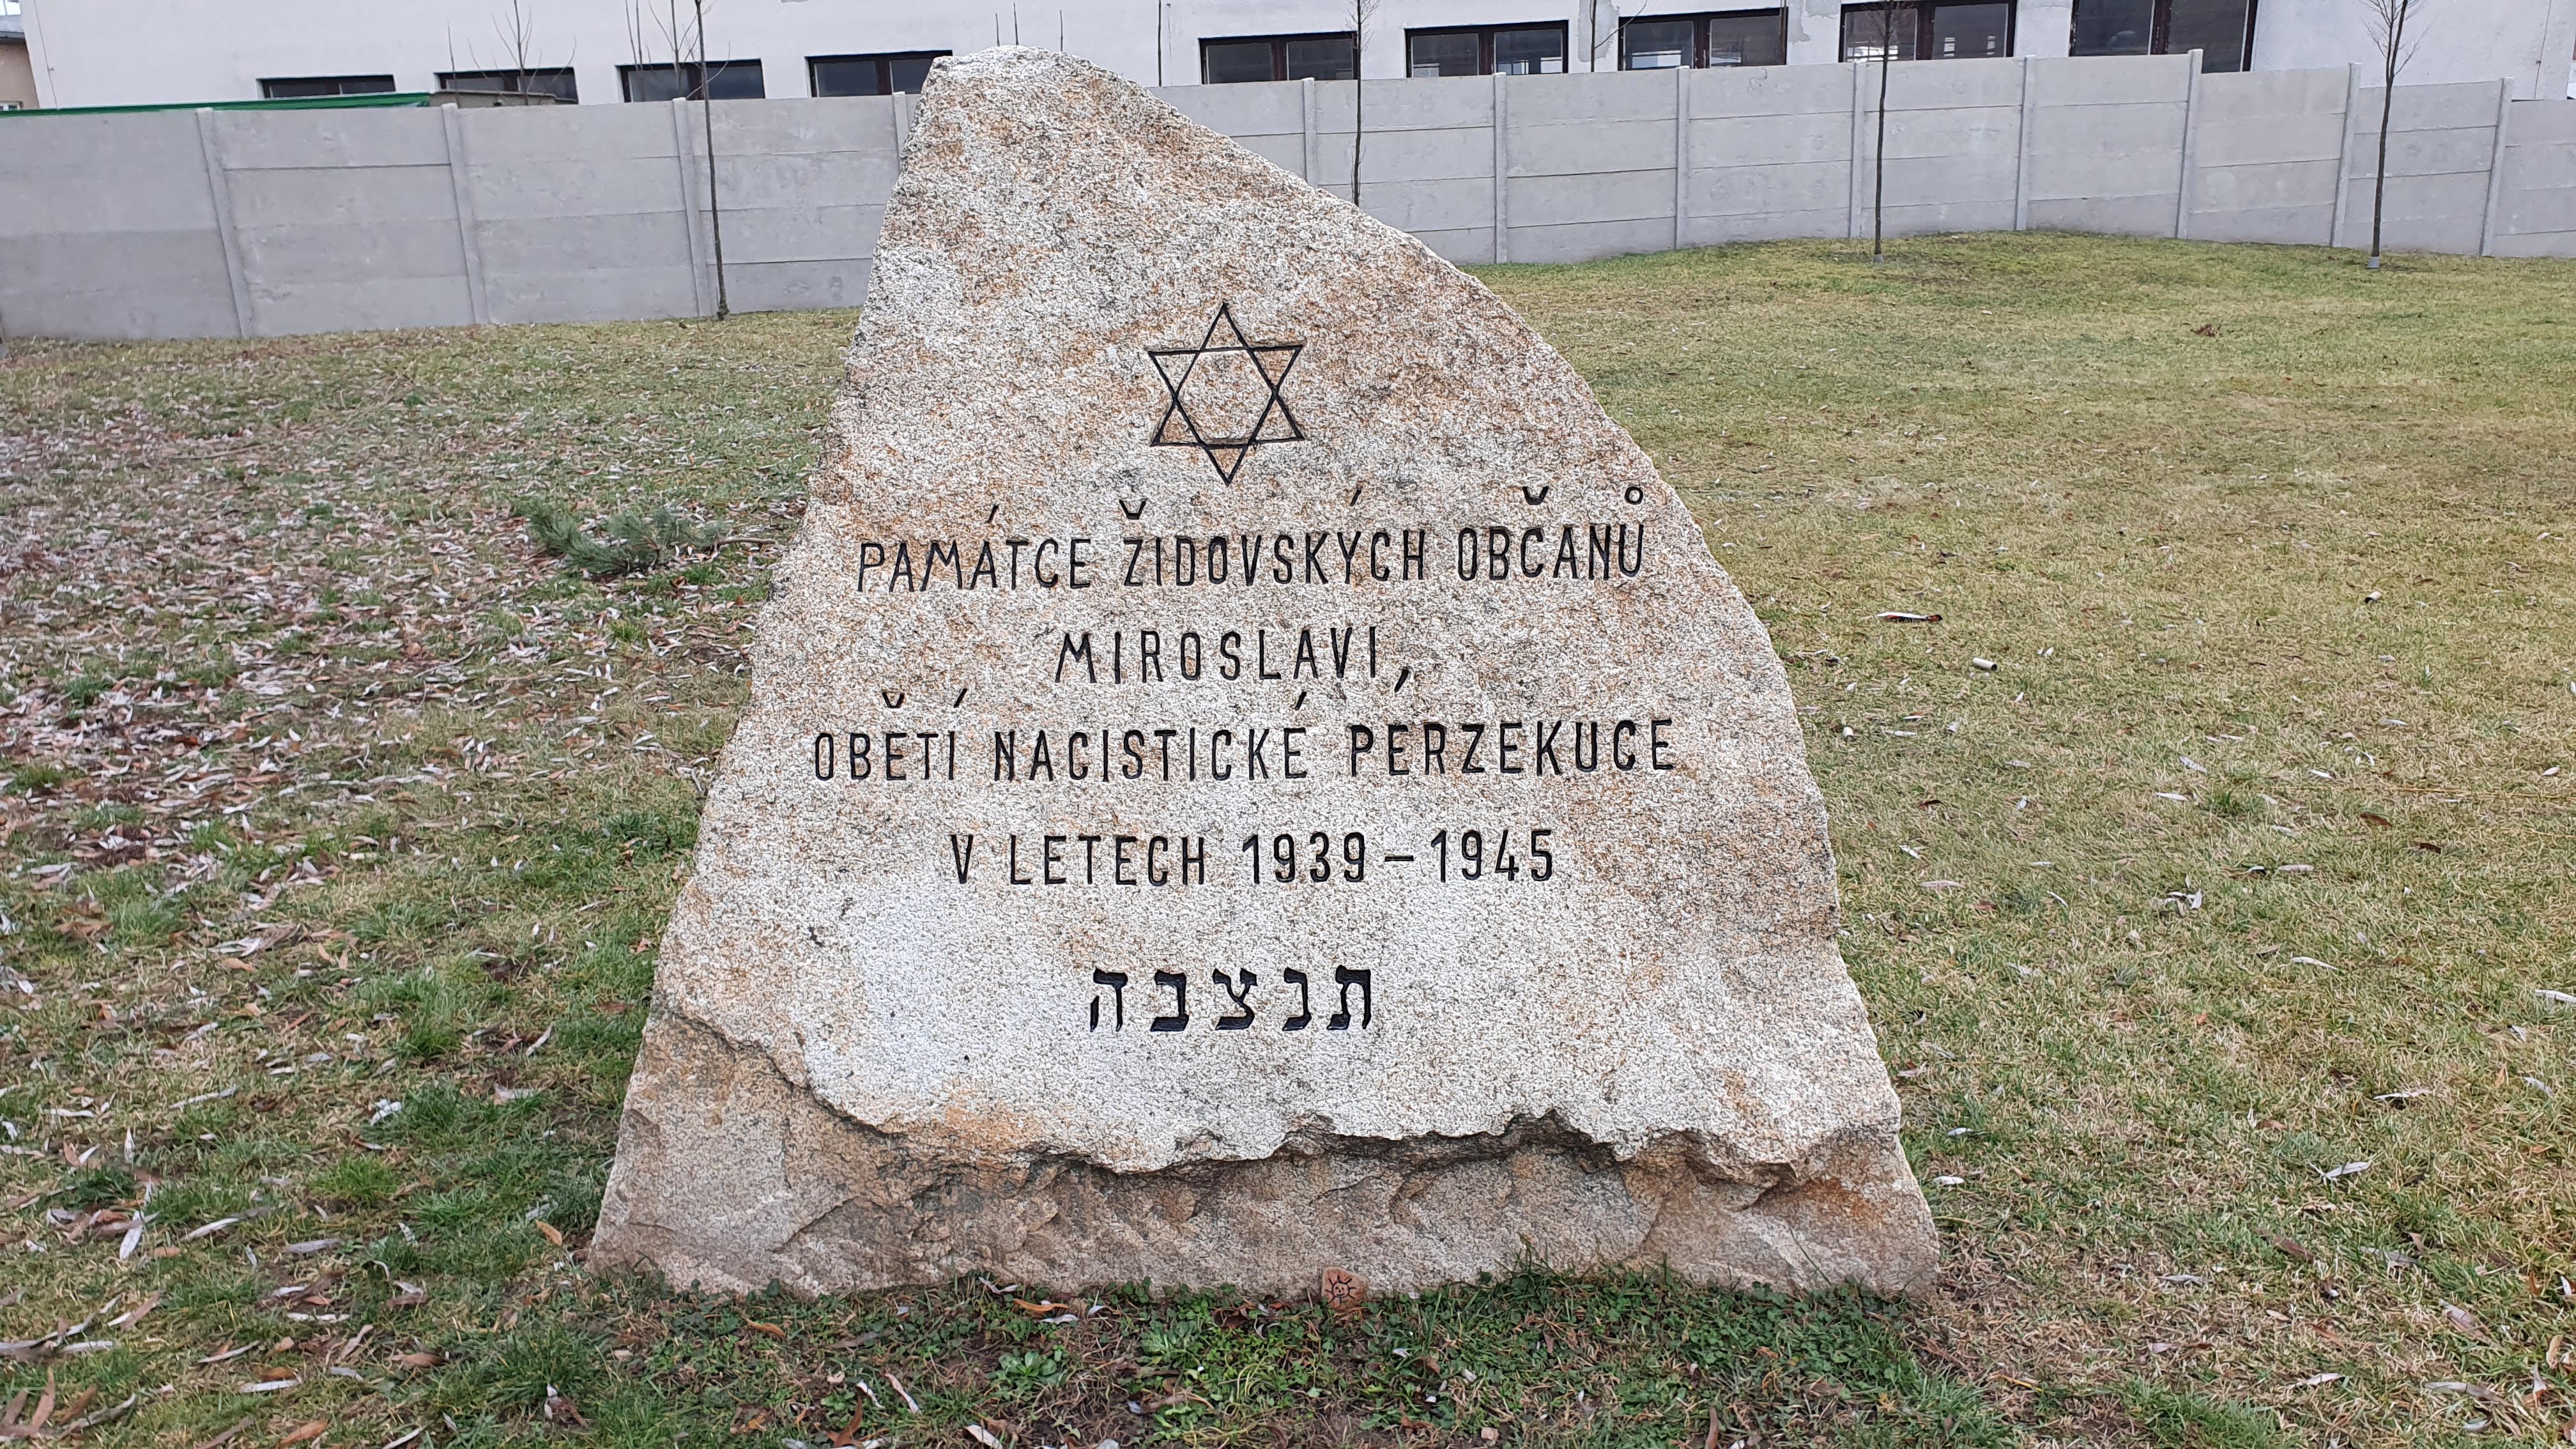 PAMÁTCE ŽIDOVSKÝCH OBČANŮ
MIROSLAVI,
OBĚTÍ NACISTICKÉ PERZEKUCE
V LETECH 1939 – 1945
תנצבה